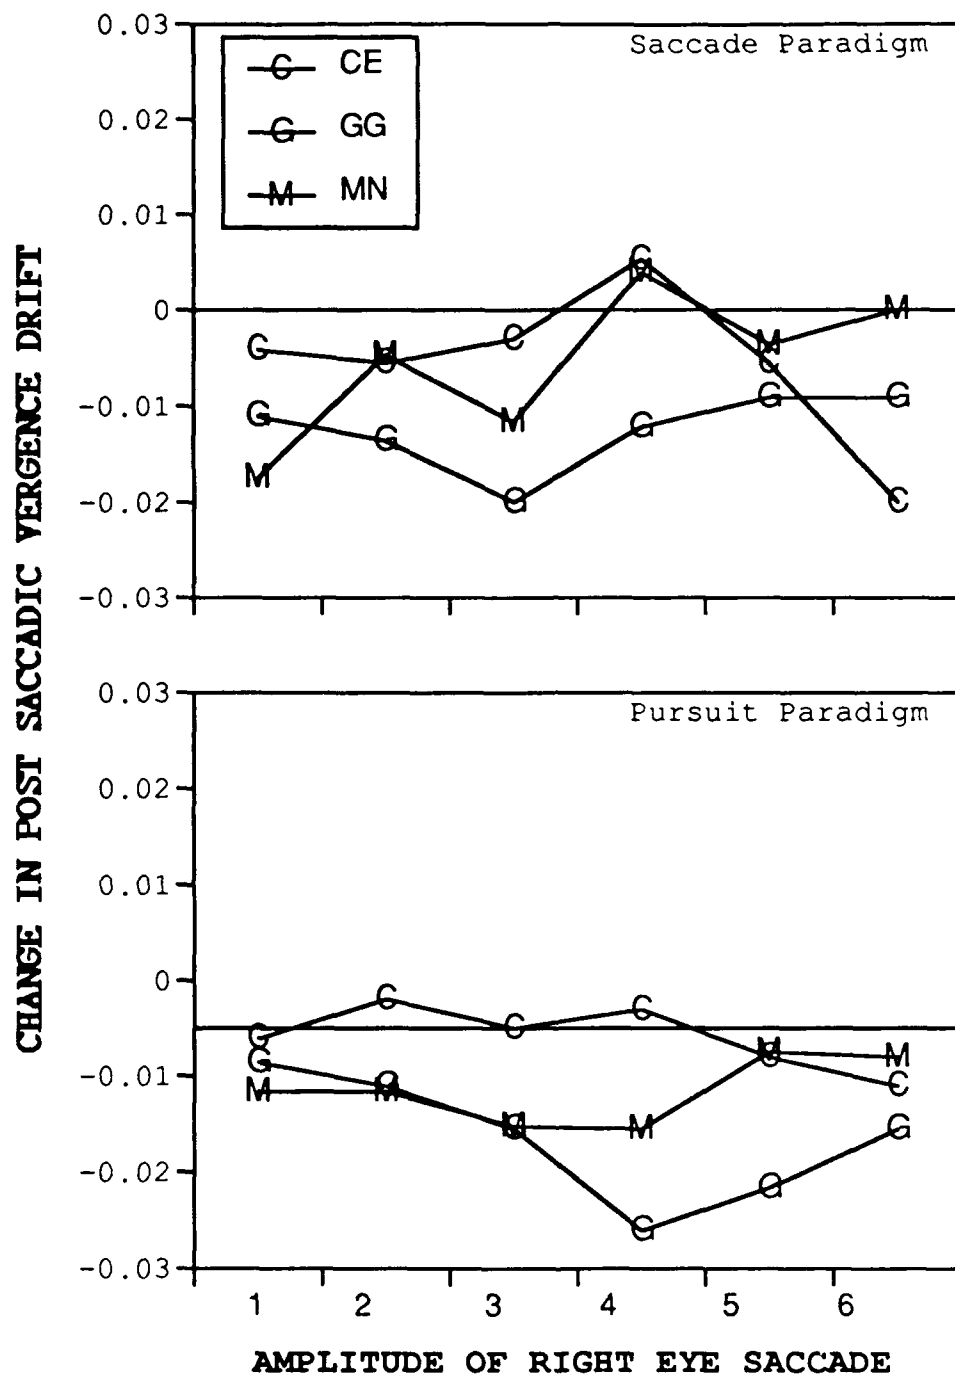 CHANGE IN POST SACCADIC VERGENCE DRIFT
Saccade Paradigm
0.03
0.02
0.01
0
-0.01
-0.02
-0.03
C CE
G GG
M MN
Pursuit Paradigm
0.03
0.02
0.01
0
-0.01
-0.02
-0.03
1 2 3 4 5 6
AMPLITUDE OF RIGHT EYE SACCADE